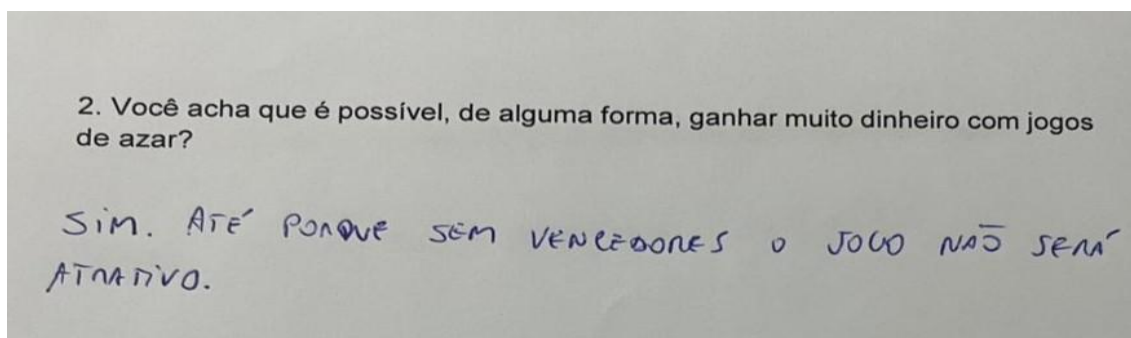 2. Você acha que é possível, de alguma forma, ganhar muito dinheiro com jogos
de azar?
SIM. ATÉ PORQUE SEM VENCEDORES O JOGO NÃO SERÁ
ATRATIVO.